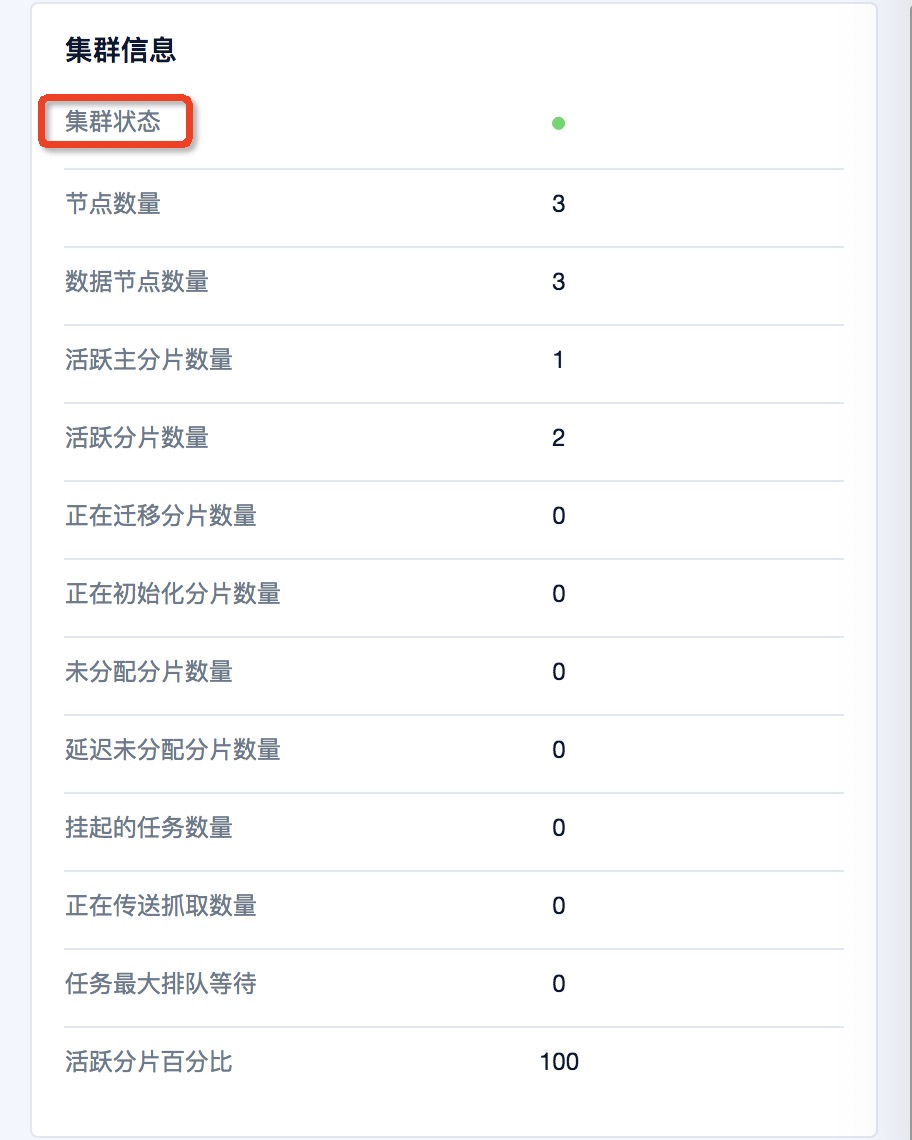 集群信息
集群状态
节点数量 3
数据节点数量 3
活跃主分片数量 1
活跃分片数量 2
正在迁移分片数量 0
正在初始化分片数量 0
未分配分片数量 0
延迟未分配分片数量 0
挂起的任务数量 0
正在传送抓取数量 0
任务最大排队等待 0
活跃分片百分比 100